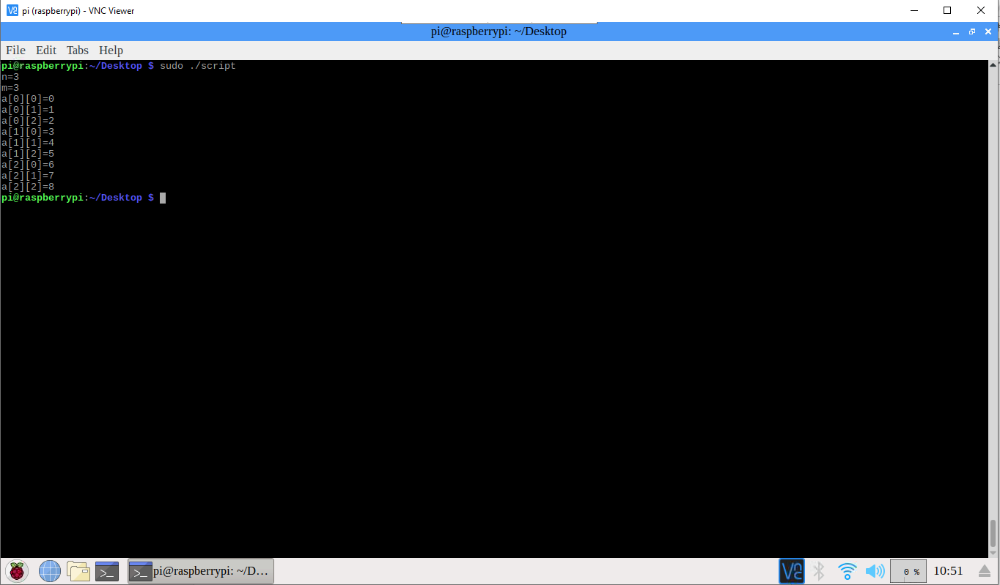 pi (raspberrypi) - VNC Viewer
pi@raspberrypi: ~/Desktop
File Edit Tabs Help
pi@raspberrypi:~/Desktop $ sudo ./script
n=3
m=3
a[0][0]=0
a[0][1]=1
a[0][2]=2
a[1][0]=3
a[1][1]=4
a[1][2]=5
a[2][0]=6
a[2][1]=7
a[2][2]=8
pi@raspberrypi:~/Desktop $
pi@raspberrypi: ~/D... 0 % 10:51